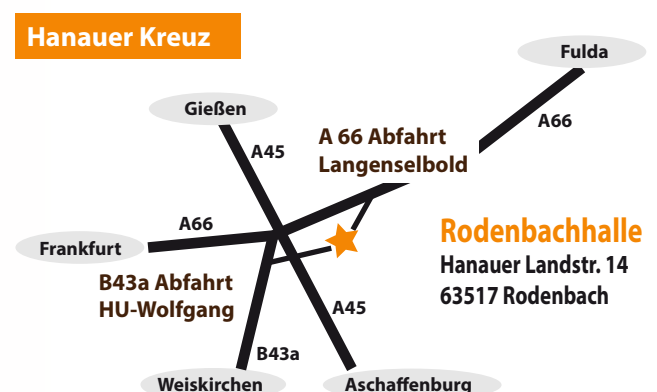 Hanauer Kreuz
Fulda
Gießen
A66
A 66 Abfahrt
Langenselbold
A45
A66
Rodenbachhalle
Hanauer Landstr. 14
63517 Rodenbach
Frankfurt
B43a Abfahrt
HU-Wolfgang
A45
B43a
Weiskirchen
Aschaffenburg